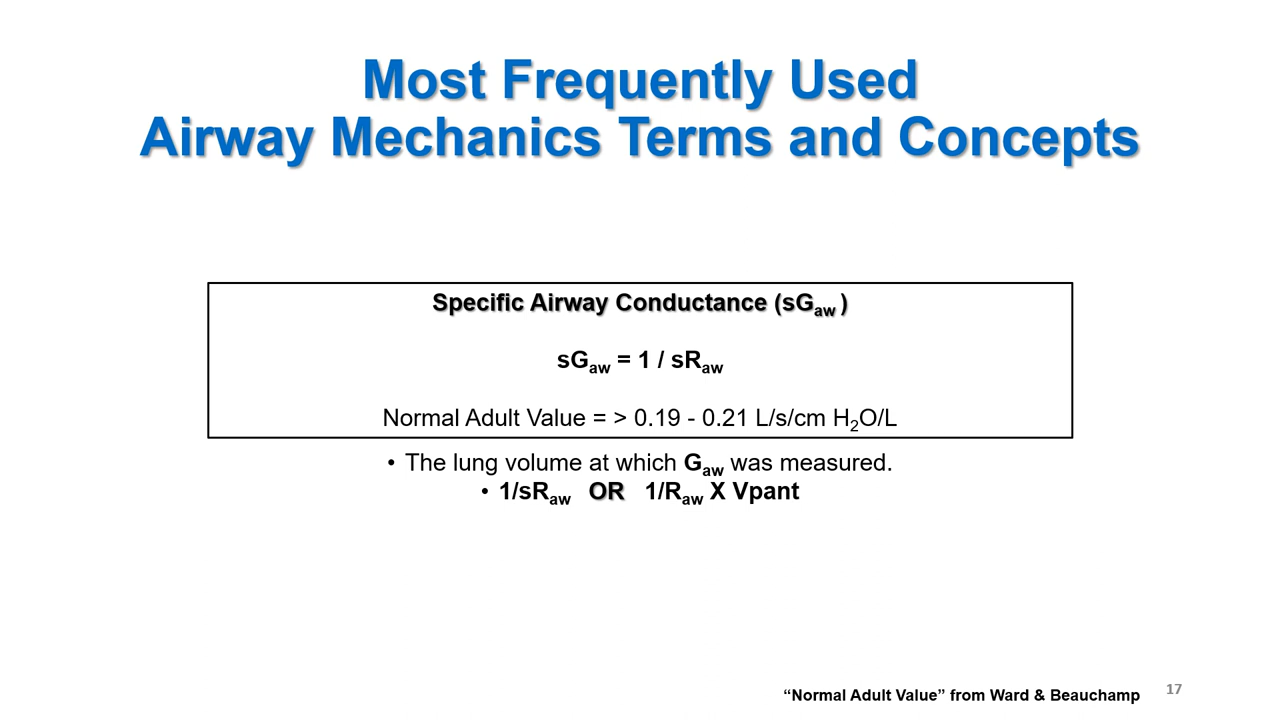 Most Frequently Used
Airway Mechanics Terms and Concepts
Specific Airway Conductance (sGaw )
sGaw = 1 / sRaw
Normal Adult Value = > 0.19 - 0.21 L/s/cm H2O/L
• The lung volume at which Gaw was measured.
• 1/sRaw OR 1/Raw X Vpant
“Normal Adult Value” from Ward & Beauchamp
17